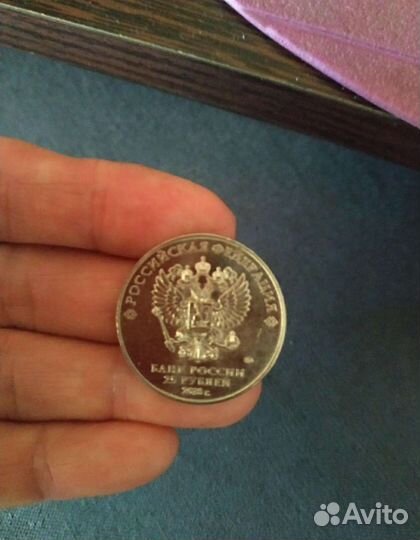 РОССИЙСКАЯ ФЕДЕРАЦИЯ
БАНК РОССИИ
25 РУБЛЕЙ
Avito